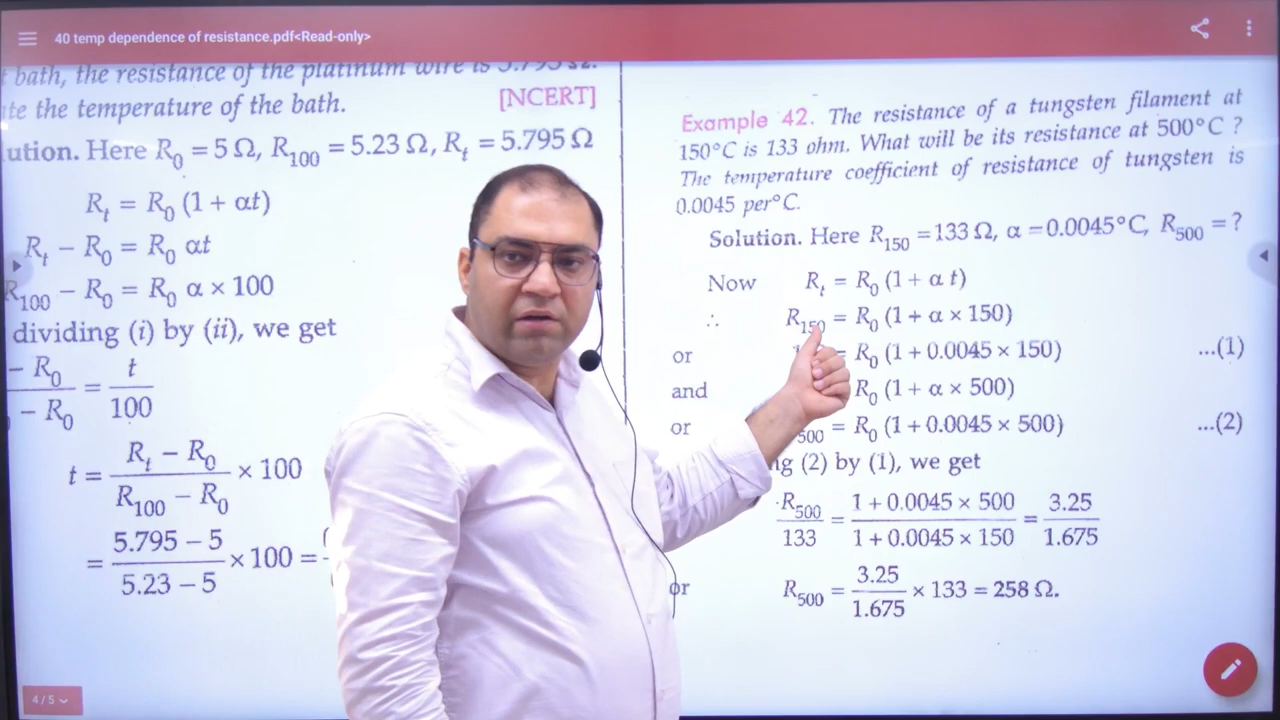 40 temp dependence of resistance.pdf<Read-only>
bath, the resistance of the platinum wire is 5.795 Ω.
te the temperature of the bath. [NCERT]
ution. Here R₀ = 5 Ω, R₁₀₀ = 5.23 Ω, Rₜ = 5.795 Ω
Rₜ = R₀ (1 + αt)
Rₜ − R₀ = R₀ αt
R₁₀₀ − R₀ = R₀ α × 100
dividing (i) by (ii), we get
− R₀ / − R₀ = t / 100
t = Rₜ − R₀ / R₁₀₀ − R₀ × 100
= 5.795 − 5 / 5.23 − 5 × 100 =
4 / 5
Example 42. The resistance of a tungsten filament at
150°C is 133 ohm. What will be its resistance at 500°C ?
The temperature coefficient of resistance of tungsten is
0.0045 per°C.
Solution. Here R₁₅₀ = 133 Ω, α = 0.0045°C, R₅₀₀ = ?
Now Rₜ = R₀ (1 + α t)
∴ R₁₅₀ = R₀ (1 + α × 150)
or = R₀ (1 + 0.0045 × 150) ...(1)
and R₀ (1 + α × 500)
or ₅₀₀ = R₀ (1 + 0.0045 × 500) ...(2)
ng (2) by (1), we get
R₅₀₀ / 133 = 1 + 0.0045 × 500 / 1 + 0.0045 × 150 = 3.25 / 1.675
or R₅₀₀ = 3.25 / 1.675 × 133 = 258 Ω.